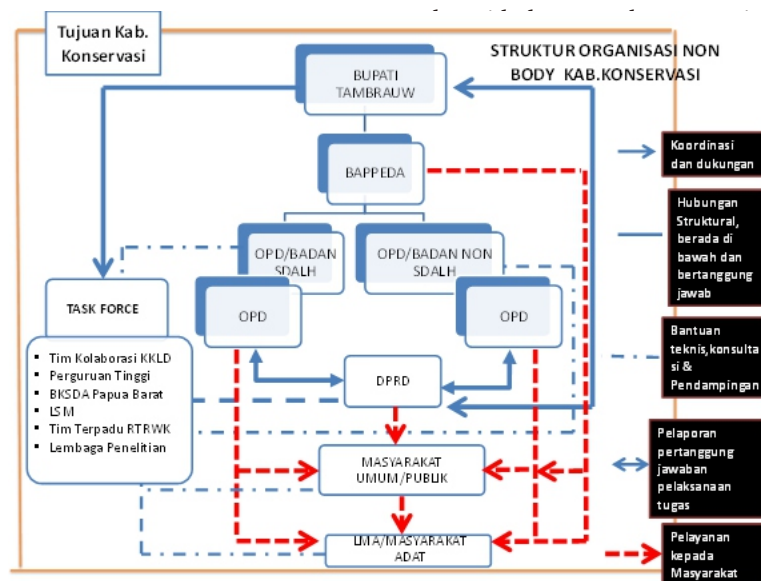 Tujuan Kab.
Konservasi
STRUKTUR ORGANISASI NON
BODY KAB.KONSERVASI
BUPATI
TAMBRAUW
BAPPEDA
OPD/BADAN
SDALH
OPD/BADAN NON
SDALH
OPD
OPD
TASK FORCE
▪ Tim Kolaborasi KKLD
▪ Perguruan Tinggi
▪ BKSDA Papua Barat
▪ LSM
▪ Tim Terpadu RTRWK
▪ Lembaga Penelitian
DPRD
MASYARAKAT
UMUM/PUBLIK
LMA/MASYARAKAT
ADAT
Koordinasi
dan dukungan
Hubungan
Struktural,
berada di
bawah dan
bertanggung
jawab
Bantuan
teknis,konsulta
si &
Pendampingan
Pelaporan
pertanggung
jawaban
pelaksanaan
tugas
Pelayanan
kepada
Masyarakat